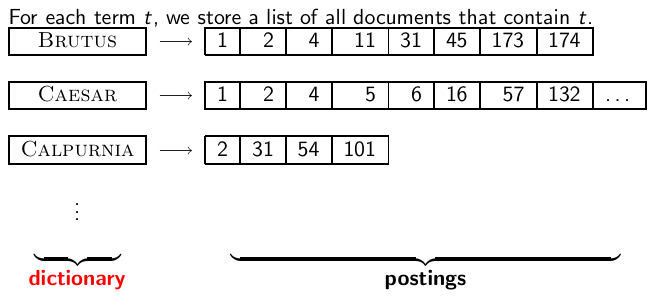 For each term t, we store a list of all documents that contain t.
BRUTUS ⟶ 1 2 4 11 31 45 173 174
CAESAR ⟶ 1 2 4 5 6 16 57 132 ...
CALPURNIA ⟶ 2 31 54 101
⋮
dictionary postings